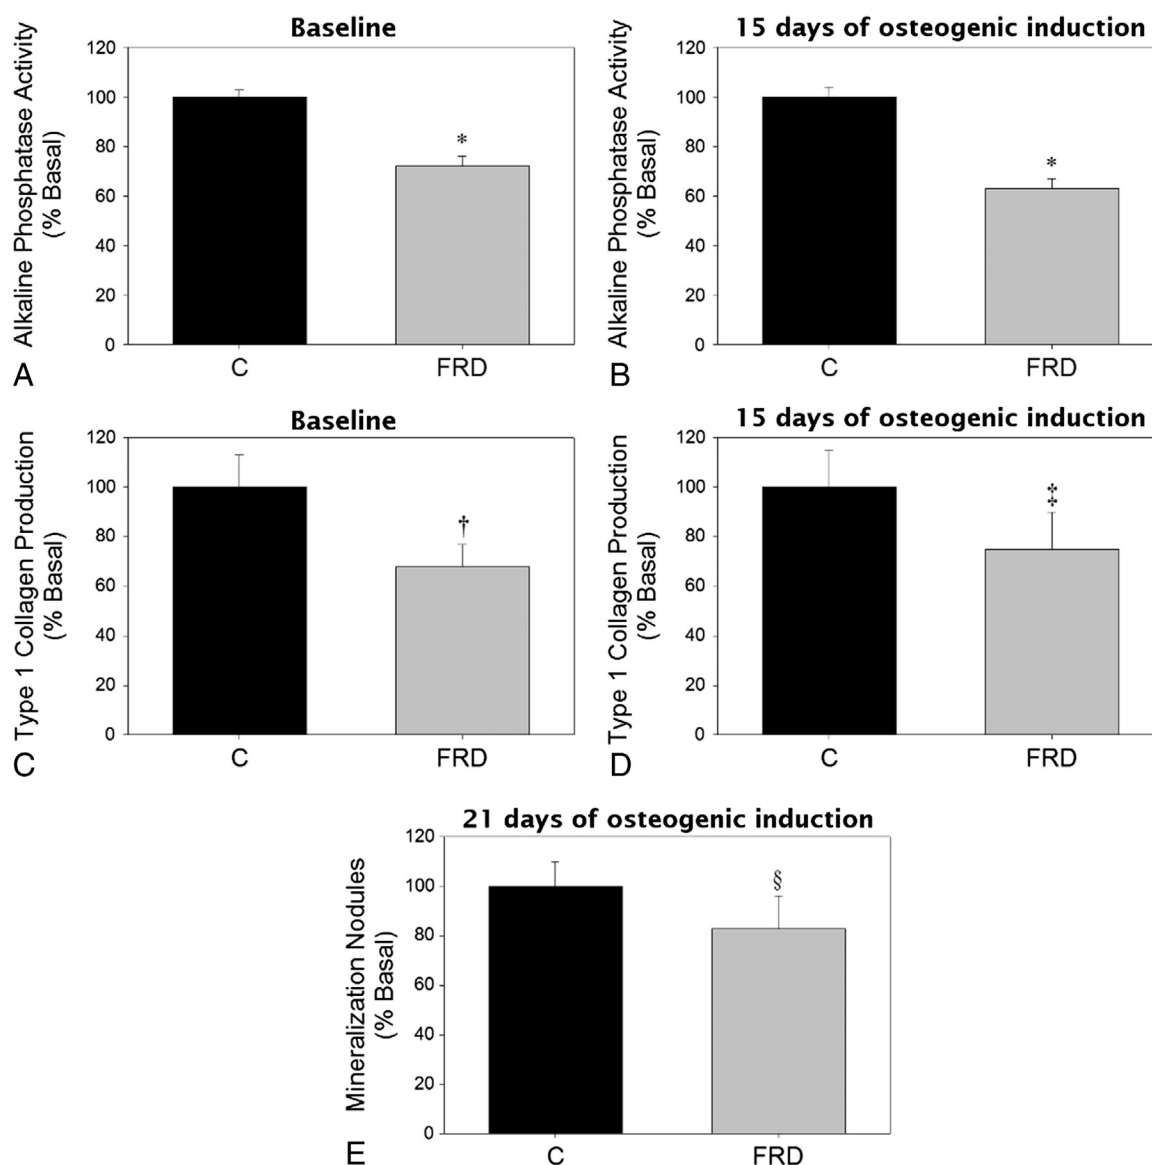 Baseline
Alkaline Phosphatase Activity
(% Basal)
120
100
80
60
40
20
0
*
C
FRD
A
15 days of osteogenic induction
Alkaline Phosphatase Activity
(% Basal)
120
100
80
60
40
20
0
*
C
FRD
B
Baseline
Type 1 Collagen Production
(% Basal)
120
100
80
60
40
20
0
†
C
FRD
C
15 days of osteogenic induction
Type 1 Collagen Production
(% Basal)
120
100
80
60
40
20
0
‡
C
FRD
D
21 days of osteogenic induction
Mineralization Nodules
(% Basal)
120
100
80
60
40
20
0
§
C
FRD
E